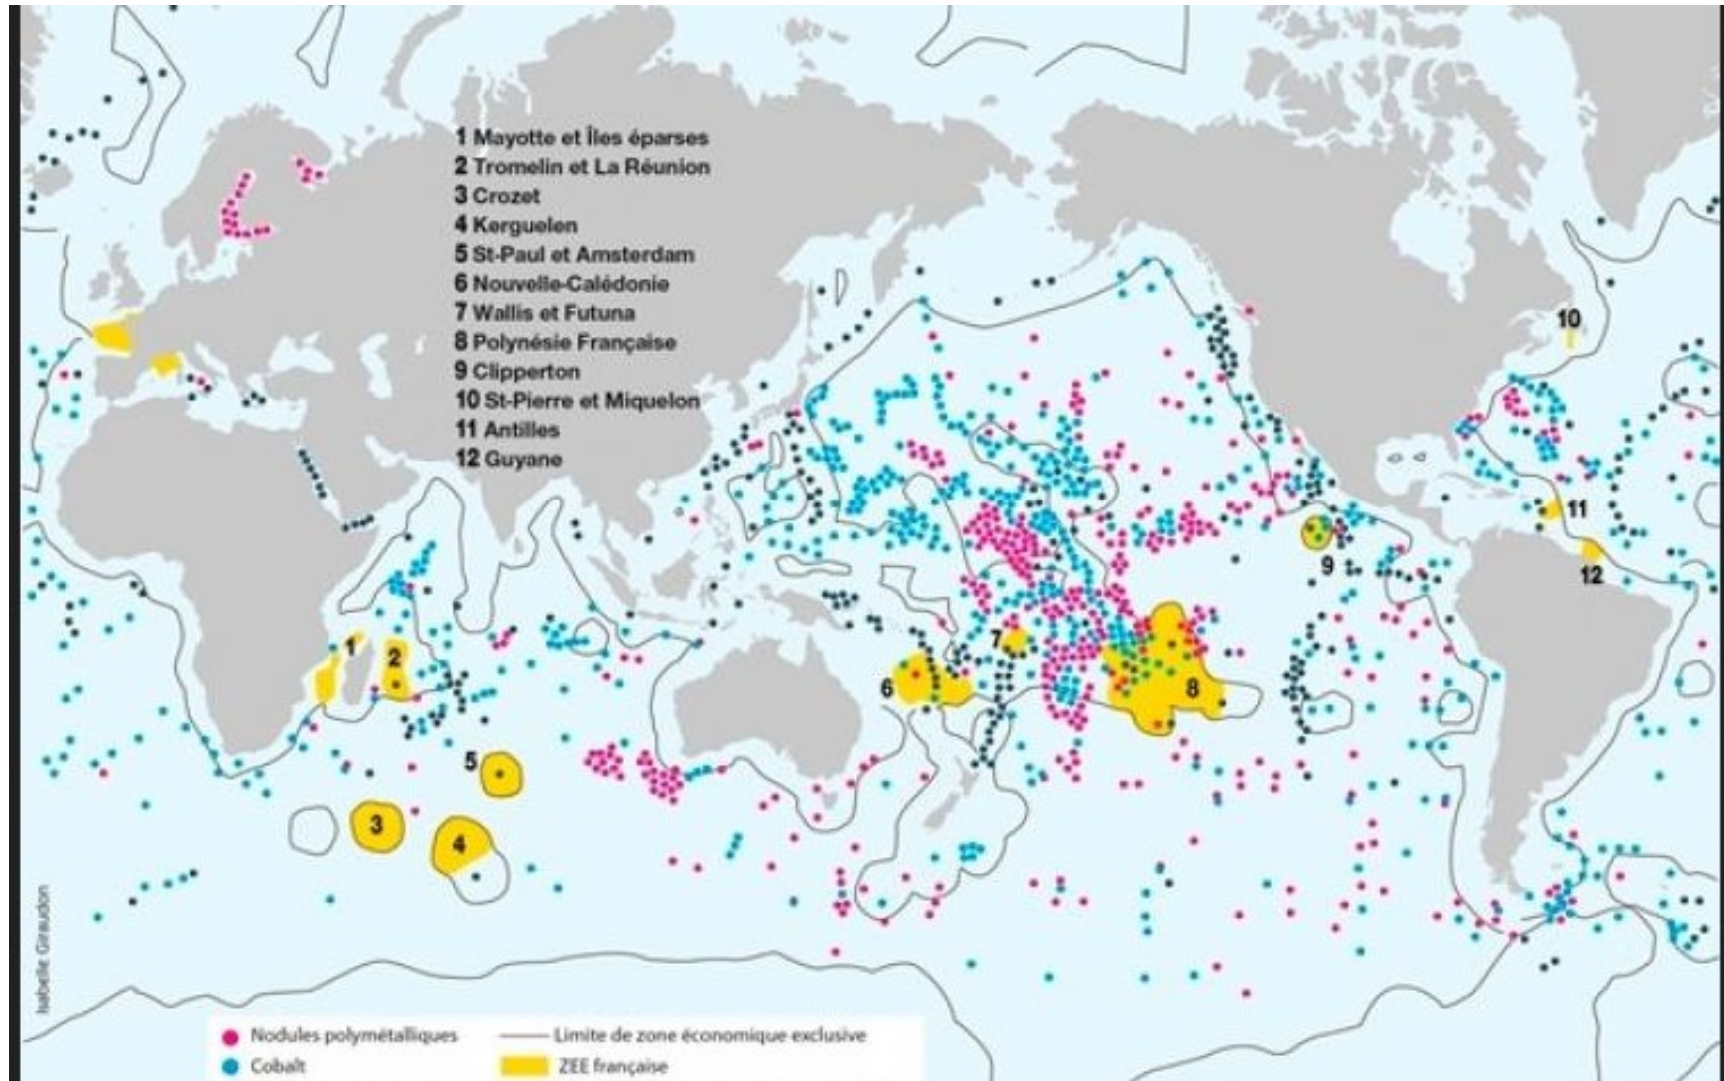 1 Mayotte et Îles éparses
2 Tromelin et La Réunion
3 Crozet
4 Kerguelen
5 St-Paul et Amsterdam
6 Nouvelle-Calédonie
7 Wallis et Futuna
8 Polynésie Française
9 Clipperton
10 St-Pierre et Miquelon
11 Antilles
12 Guyane
10
11
12
9
1
2
7
6
8
5
3
4
Isabelle Giraudon
Nodules polymétalliques
Limite de zone économique exclusive
Cobalt
ZEE française